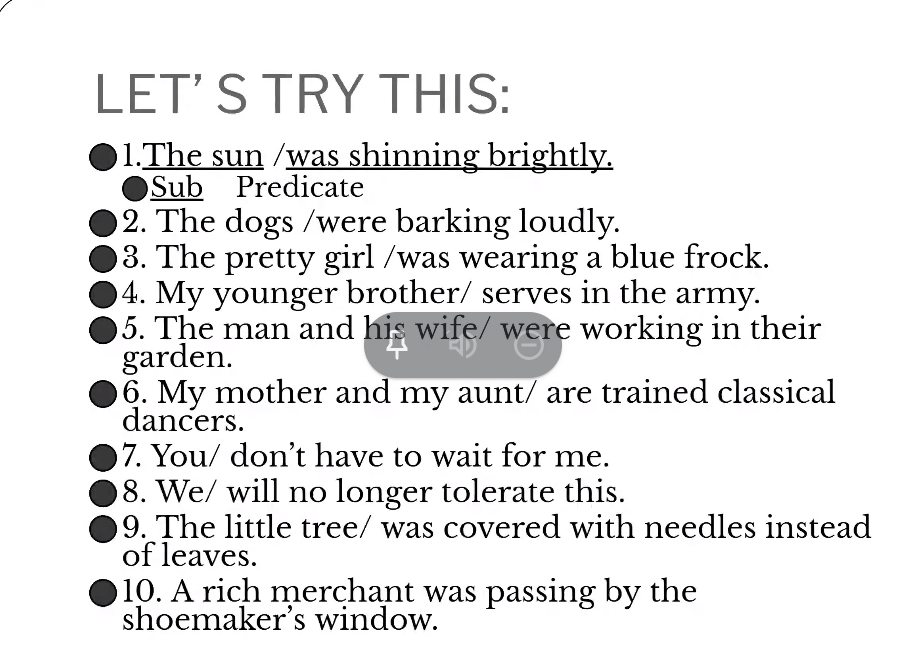 LET’ S TRY THIS:
1.The sun /was shinning brightly.
Sub Predicate
2. The dogs /were barking loudly.
3. The pretty girl /was wearing a blue frock.
4. My younger brother/ serves in the army.
5. The man and his wife/ were working in their
garden.
6. My mother and my aunt/ are trained classical
dancers.
7. You/ don’t have to wait for me.
8. We/ will no longer tolerate this.
9. The little tree/ was covered with needles instead
of leaves.
10. A rich merchant was passing by the
shoemaker’s window.